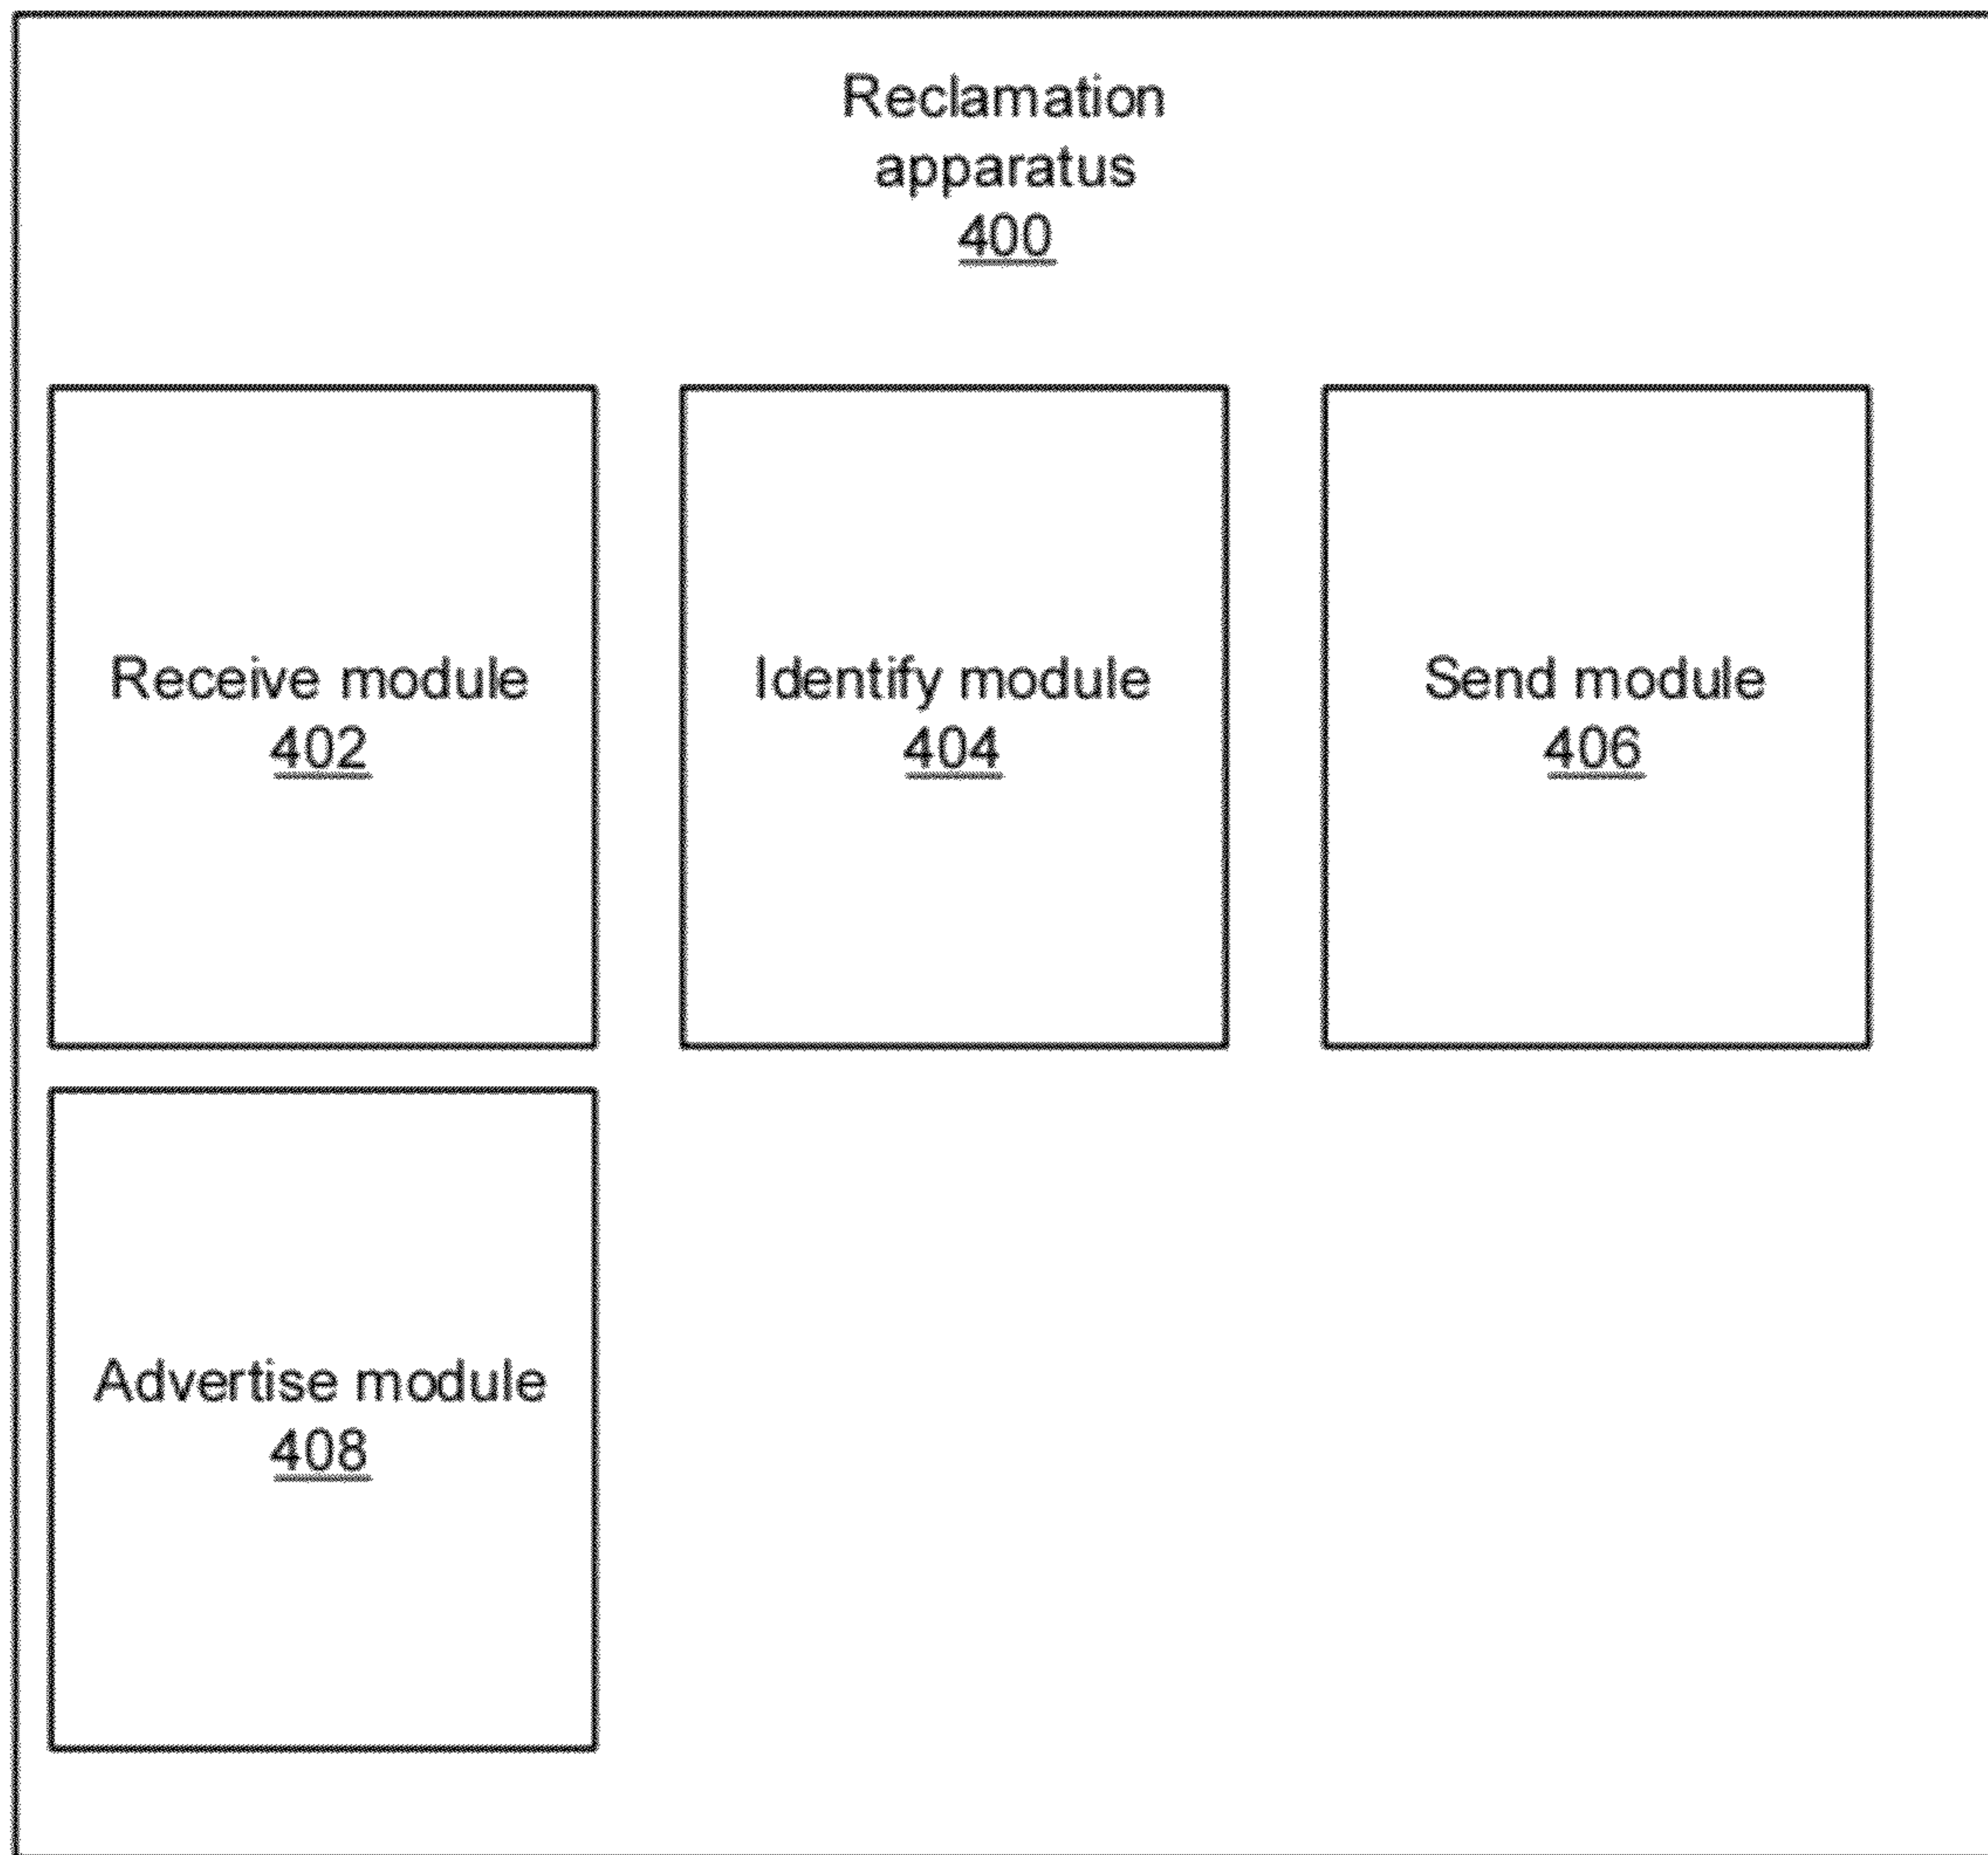 Reclamation
apparatus
400
Receive module
402
Identify module
404
Send module
406
Advertise module
408